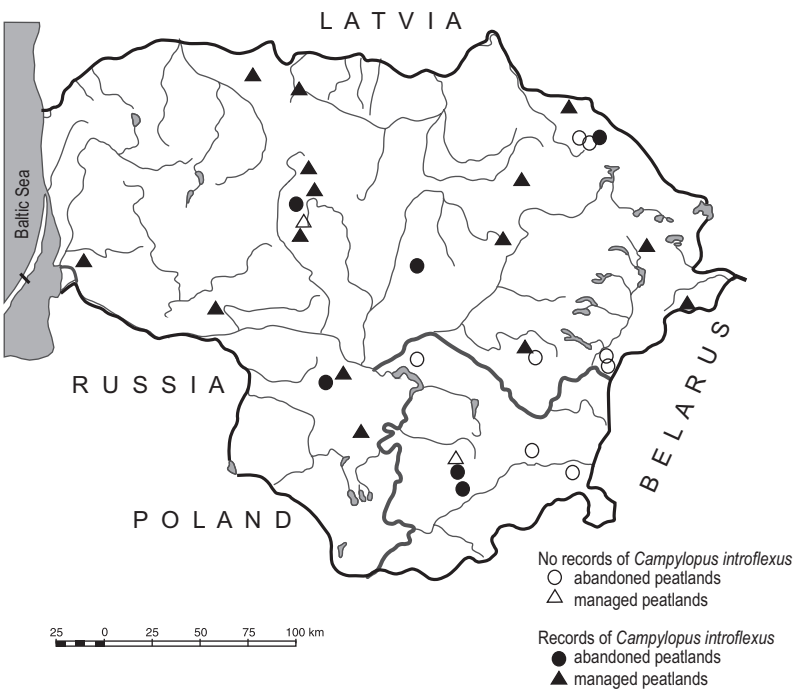 LATVIA
Baltic Sea
RUSSIA
BELARUS
POLAND
No records of Campylopus introflexus
abandoned peatlands
managed peatlands
25 0 25 50 75 100 km
Records of Campylopus introflexus
abandoned peatlands
managed peatlands